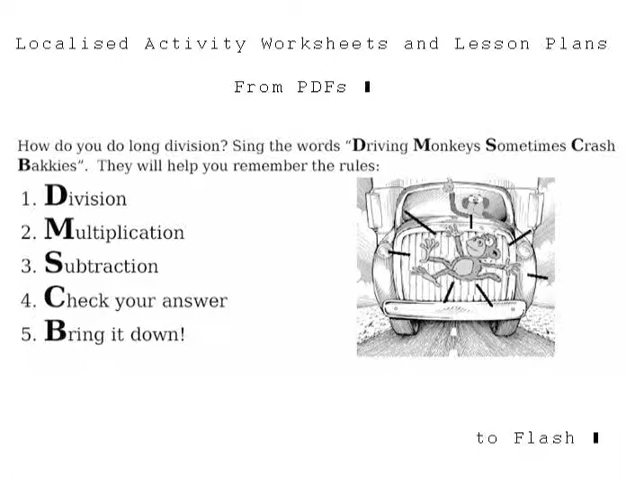 Localised Activity Worksheets and Lesson Plans
From PDFs
How do you do long division? Sing the words "Driving Monkeys Sometimes Crash
Bakkies". They will help you remember the rules:
1. Division
2. Multiplication
3. Subtraction
4. Check your answer
5. Bring it down!
to Flash